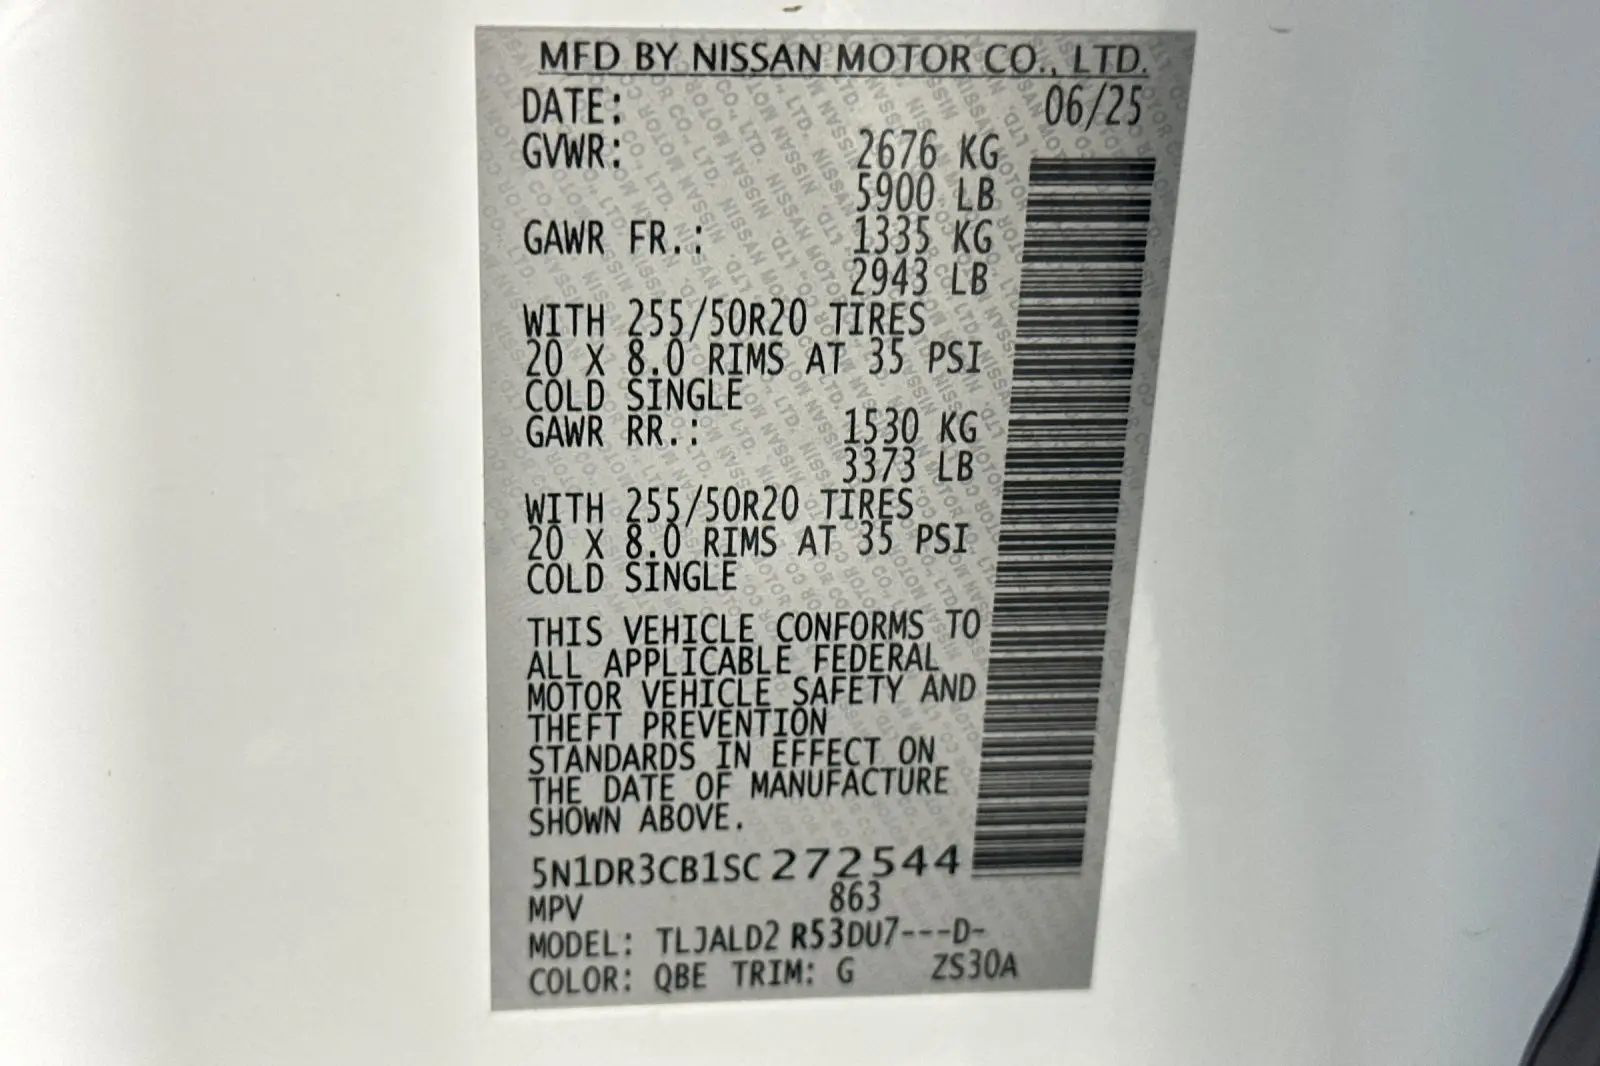 MFD BY NISSAN MOTOR CO., LTD.
DATE: 06/25
GVWR: 2676 KG
5900 LB
GAWR FR.: 1335 KG
2943 LB
WITH 255/50R20 TIRES
20 X 8.0 RIMS AT 35 PSI
COLD SINGLE
GAWR RR.: 1530 KG
3373 LB
WITH 255/50R20 TIRES
20 X 8.0 RIMS AT 35 PSI
COLD SINGLE
THIS VEHICLE CONFORMS TO
ALL APPLICABLE FEDERAL
MOTOR VEHICLE SAFETY AND
THEFT PREVENTION
STANDARDS IN EFFECT ON
THE DATE OF MANUFACTURE
SHOWN ABOVE.
5N1DR3CB1SC272544
MPV 863
MODEL: TLJALD2 R53DU7---D-
COLOR: QBE TRIM: G ZS30A